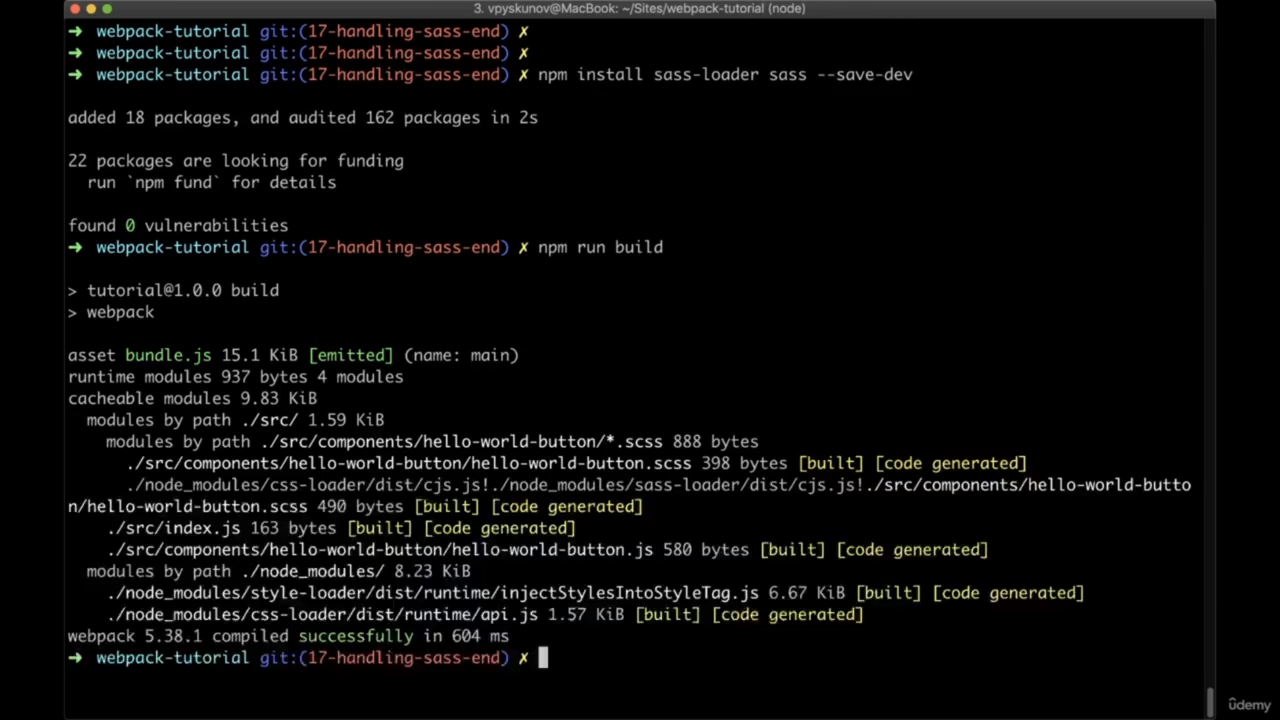 3. vpyskunov@MacBook: ~/Sites/webpack-tutorial (node)
➜ webpack-tutorial git:(17-handling-sass-end) ✗
➜ webpack-tutorial git:(17-handling-sass-end) ✗
➜ webpack-tutorial git:(17-handling-sass-end) ✗ npm install sass-loader sass --save-dev
added 18 packages, and audited 162 packages in 2s
22 packages are looking for funding
run `npm fund` for details
found 0 vulnerabilities
➜ webpack-tutorial git:(17-handling-sass-end) ✗ npm run build
> tutorial@1.0.0 build
> webpack
asset bundle.js 15.1 KiB [emitted] (name: main)
runtime modules 937 bytes 4 modules
cacheable modules 9.83 KiB
modules by path ./src/ 1.59 KiB
modules by path ./src/components/hello-world-button/*.scss 888 bytes
./src/components/hello-world-button/hello-world-button.scss 398 bytes [built] [code generated]
./node_modules/css-loader/dist/cjs.js!./node_modules/sass-loader/dist/cjs.js!./src/components/hello-world-butto
n/hello-world-button.scss 490 bytes [built] [code generated]
./src/index.js 163 bytes [built] [code generated]
./src/components/hello-world-button/hello-world-button.js 580 bytes [built] [code generated]
modules by path ./node_modules/ 8.23 KiB
./node_modules/style-loader/dist/runtime/injectStylesIntoStyleTag.js 6.67 KiB [built] [code generated]
./node_modules/css-loader/dist/runtime/api.js 1.57 KiB [built] [code generated]
webpack 5.38.1 compiled successfully in 604 ms
➜ webpack-tutorial git:(17-handling-sass-end) ✗
ûdemy